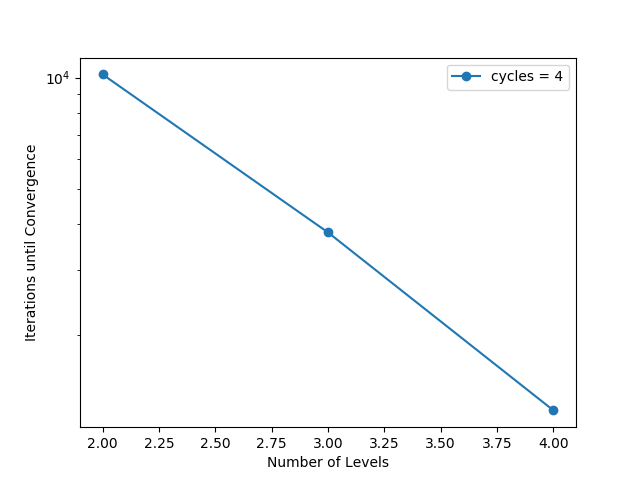 cycles = 4
10⁴
Iterations until Convergence
2.00 2.25 2.50 2.75 3.00 3.25 3.50 3.75 4.00
Number of Levels